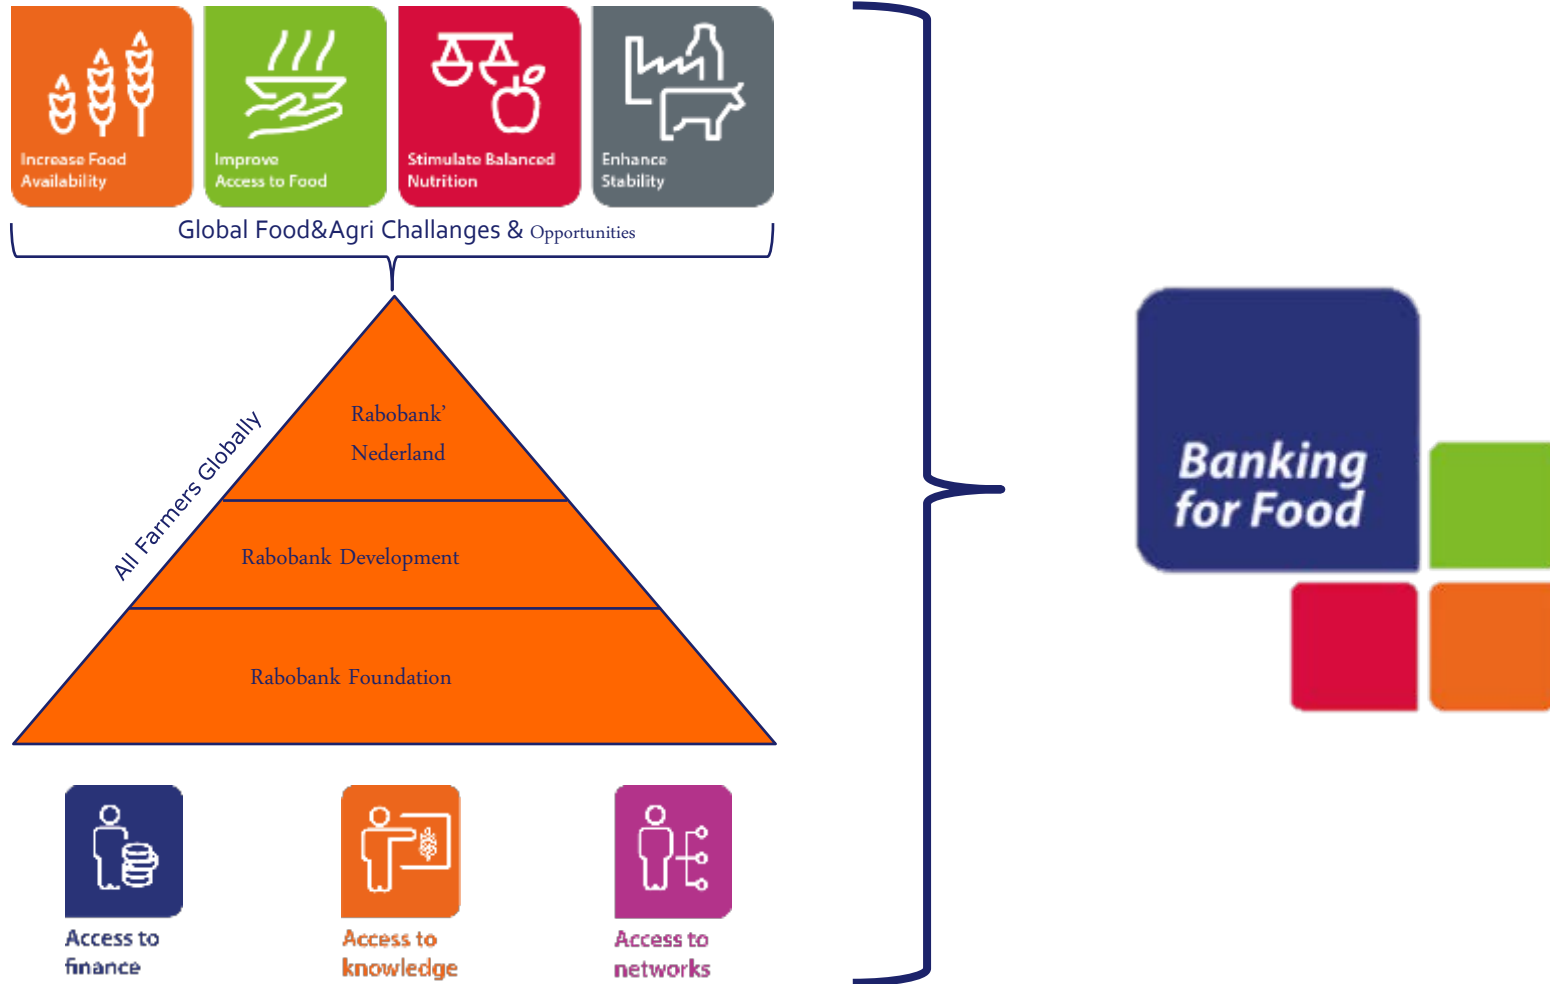 Increase Food
Availability
Improve
Access to Food
Stimulate Balanced
Nutrition
Enhance
Stability
Global Food&Agri Challanges & Opportunities
All Farmers Globally
Rabobank'
Nederland
Rabobank Development
Rabobank Foundation
Access to
finance
Access to
knowledge
Access to
networks
Banking
for Food